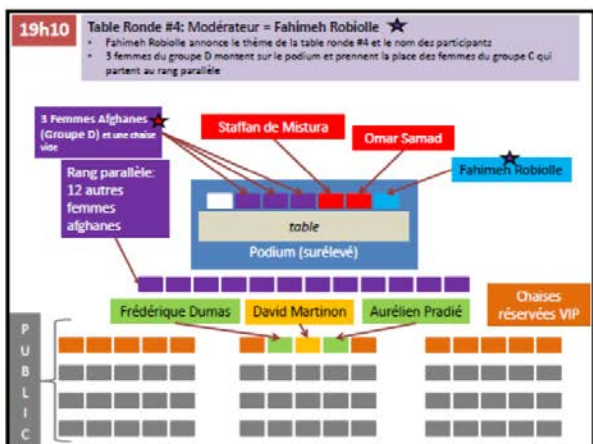 19h10
Table Ronde #4: Modérateur = Fahimeh Robiolle
• Fahimeh Robiolle annonce le thème de la table ronde #4 et le nom des participants
• 3 femmes du groupe D montent sur le podium et prennent la place des femmes du groupe C qui
partent au rang parallèle
3 Femmes Afghanes
(Groupe D) et une chaise
vide
Staffan de Mistura
Omar Samad
Fahimeh Robiolle
Rang parallèle:
12 autres
femmes
afghanes
table
Podium (surélevé)
Frédérique Dumas
David Martinon
Aurélien Pradié
Chaises
réservées VIP
P
U
B
L
I
C